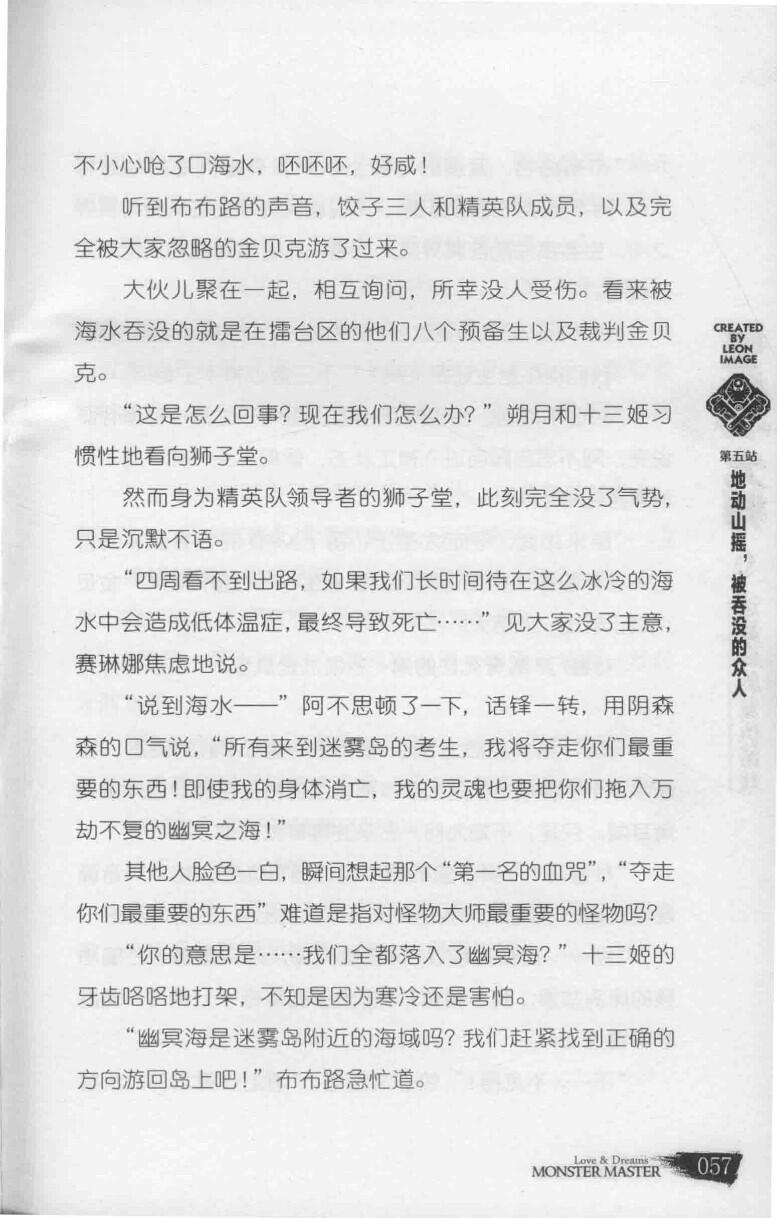 不小心呛了口海水，呸呸呸，好咸！
听到布布路的声音，饺子三人和精英队成员，以及完
全被大家忽略的金贝克游了过来。
大伙儿聚在一起，相互询问，所幸没人受伤。看来被
海水吞没的就是在擂台区的他们八个预备生以及裁判金贝
克。
“这是怎么回事？现在我们怎么办？”朔月和十三姬习
惯性地看向狮子堂。
然而身为精英队领导者的狮子堂，此刻完全没了气势，
只是沉默不语。
“四周看不到出路，如果我们长时间待在这么冰冷的海
水中会造成低体温症，最终导致死亡……”见大家没了主意，
赛琳娜焦虑地说。
“说到海水——”阿不思顿了一下，话锋一转，用阴森
森的口气说，“所有来到迷雾岛的考生，我将夺走你们最重
要的东西！即使我的身体消亡，我的灵魂也要把你们拖入万
劫不复的幽冥之海！”
其他人脸色一白，瞬间想起那个“第一名的血咒”，“夺走
你们最重要的东西”难道是指对怪物大师最重要的怪物吗？
“你的意思是……我们全都落入了幽冥海？”十三姬的
牙齿咯咯地打架，不知是因为寒冷还是害怕。
“幽冥海是迷雾岛附近的海域吗？我们赶紧找到正确的
方向游回岛上吧！”布布路急忙道。
CREATED
BY
LEON
IMAGE
第五站
地动山摇，被吞没的众人
Love & Dreams
MONSTER MASTER
057